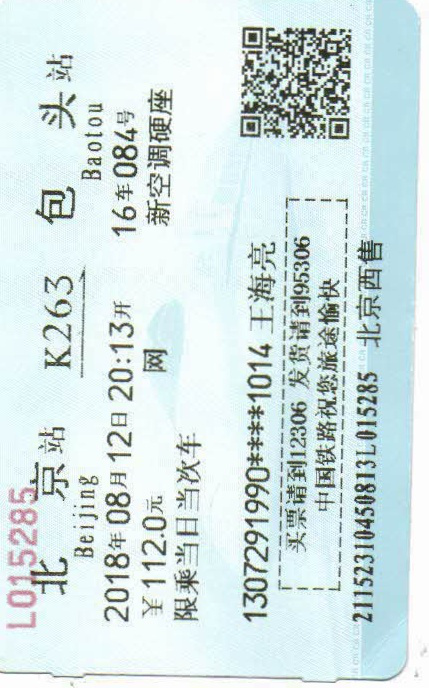 L015285
北京站 K263 包头站
Beijing Baotou
2018年08月12日20:13开 16车084号
¥112.0元 网 新空调硬座
限乘当日当次车
1307291990****1014 王海亮
买票请到12306 发货请到95306
中国铁路祝您旅途愉快
21152310450813L015285 北京西售